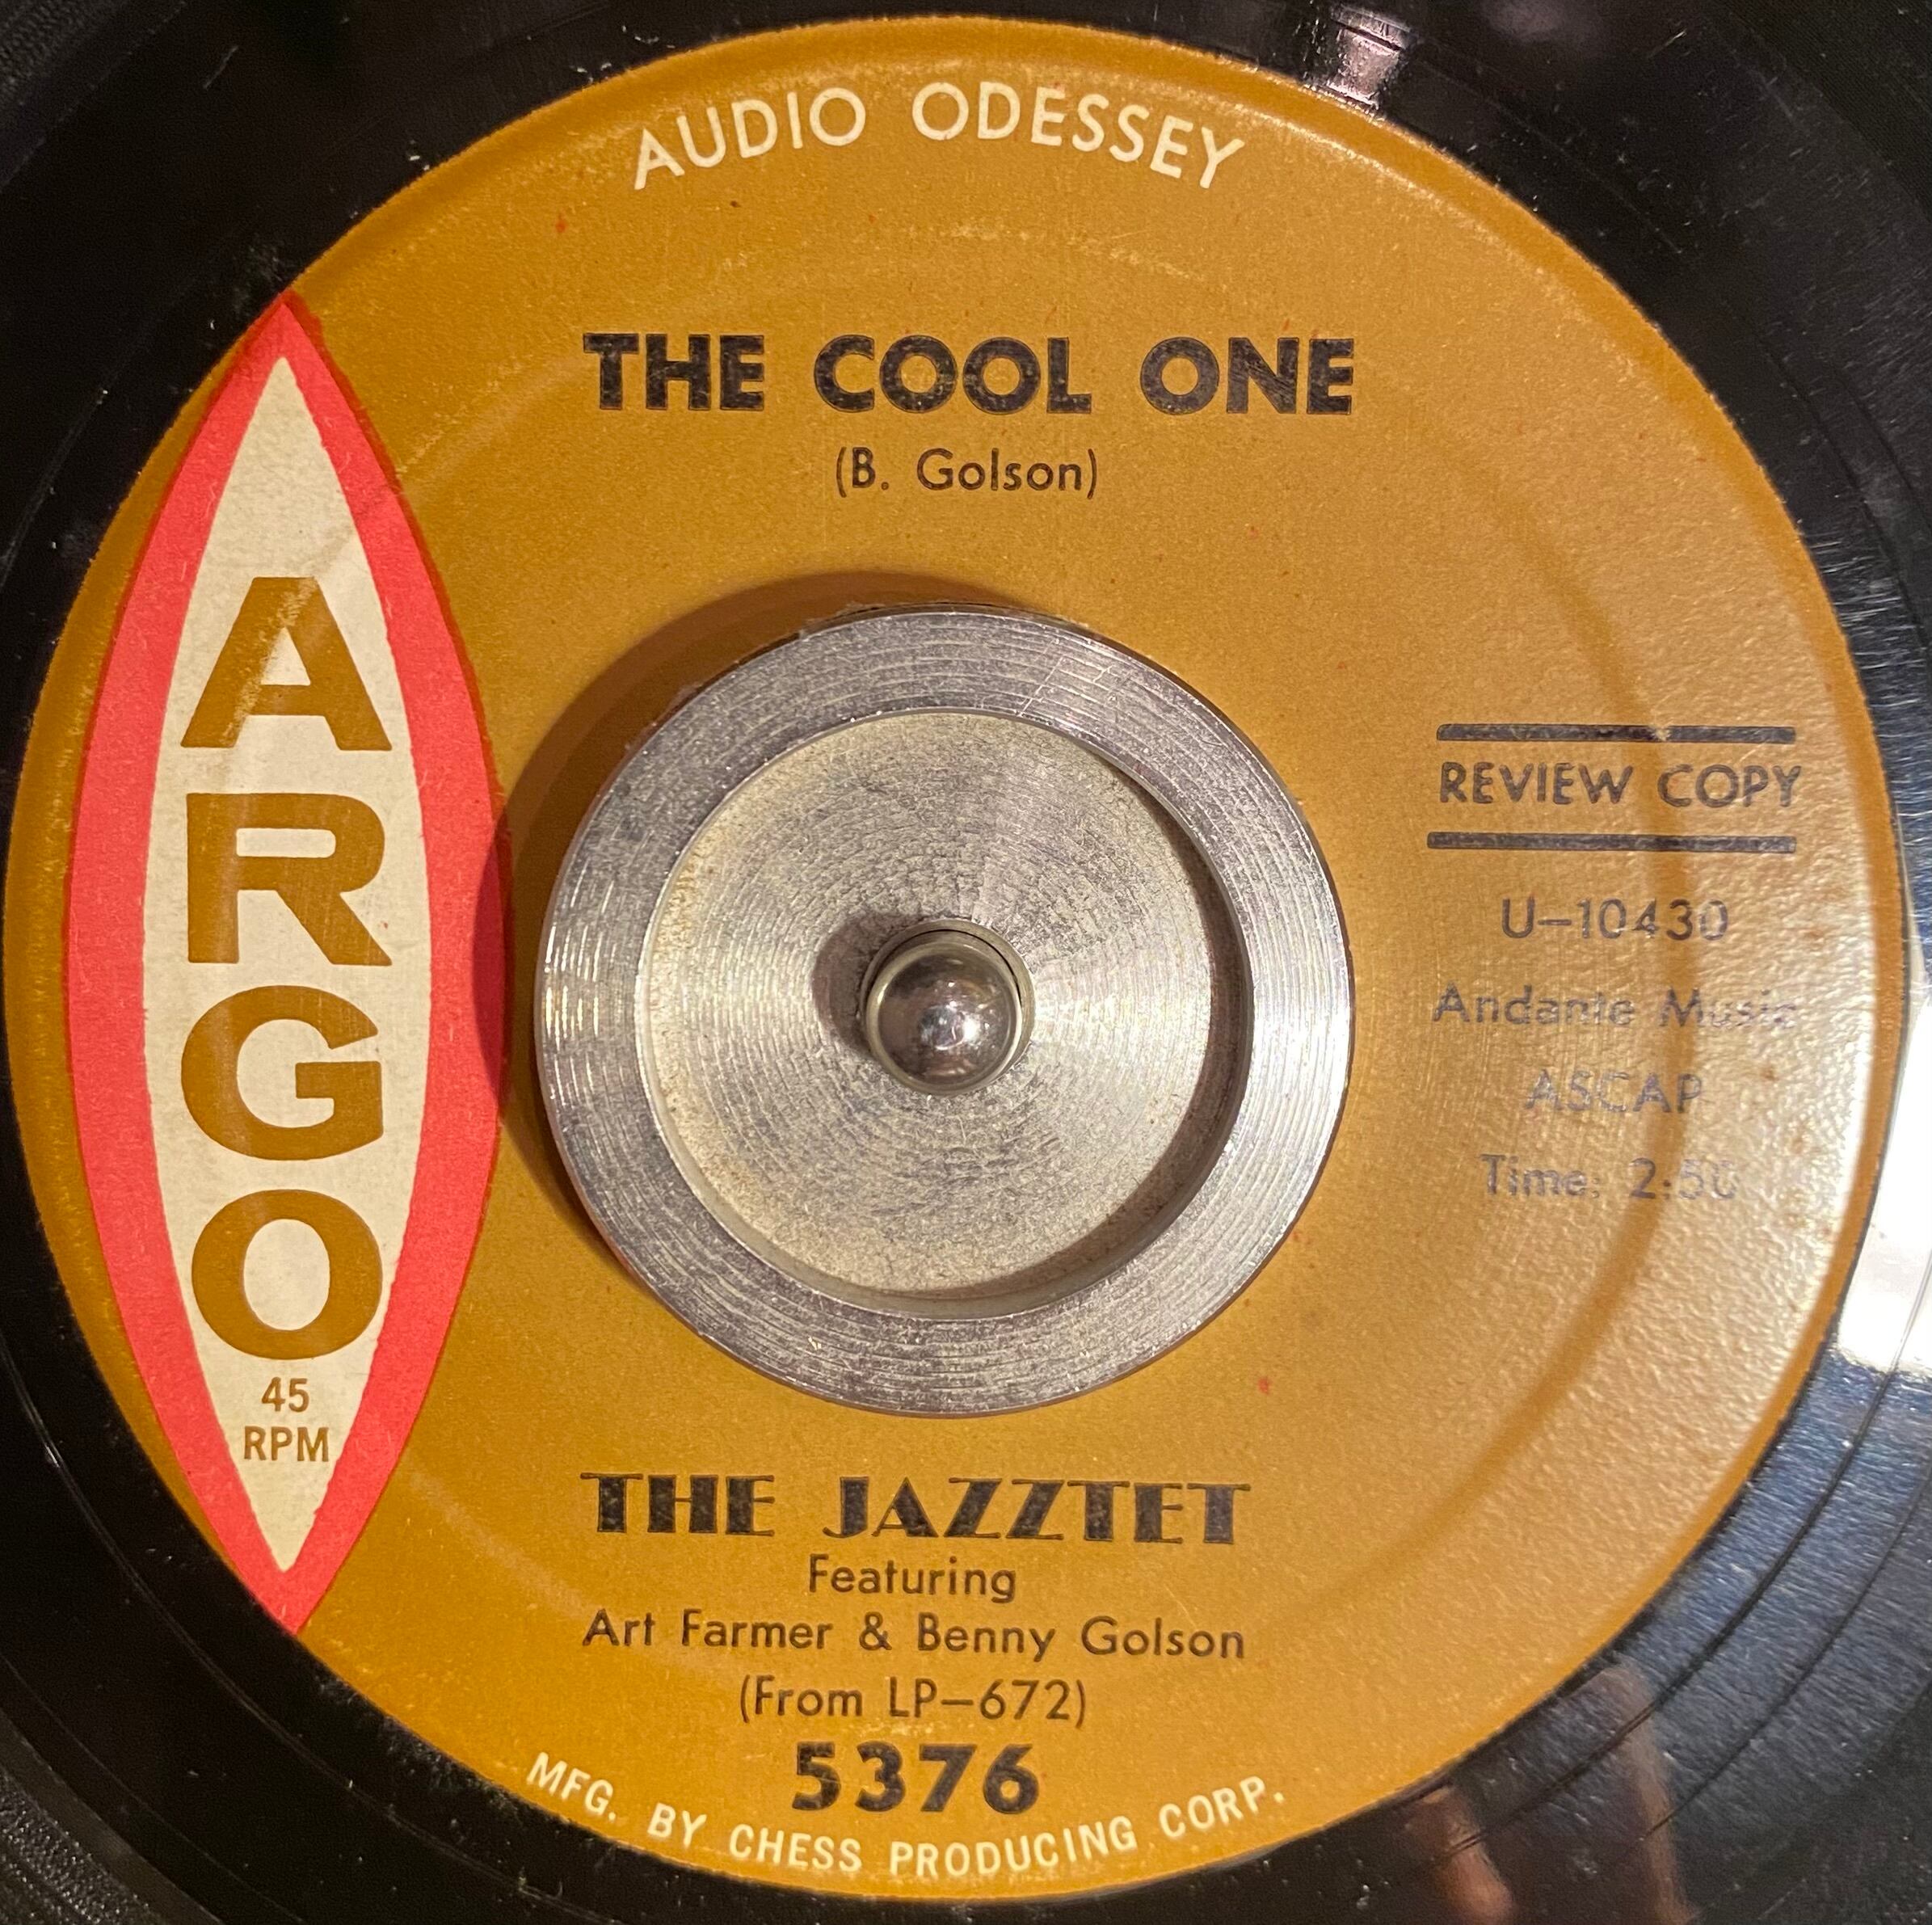 AUDIO ODESSEY
THE COOL ONE
(B. Golson)
ARGO
45
RPM
REVIEW COPY
U-10430
Andante Music
ASCAP
Time: 2:50
THE JAZZTET
Featuring
Art Farmer & Benny Golson
(From LP-672)
5376
MFG. BY CHESS PRODUCING CORP.